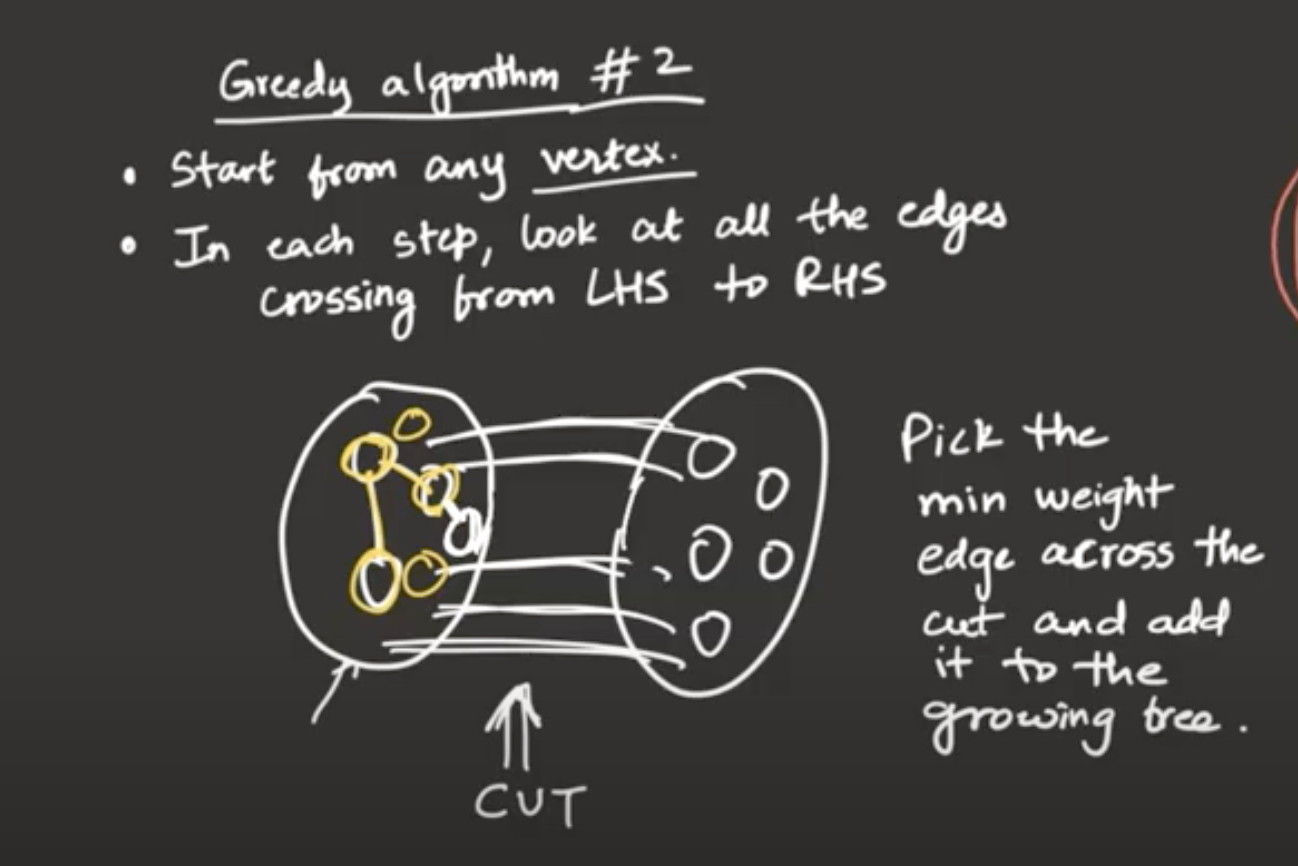 Greedy algorithm #2
• Start from any vertex.
• In each step, look at all the edges
crossing from LHS to RHS
Pick the
min weight
edge across the
cut and add
it to the
growing tree.
CUT